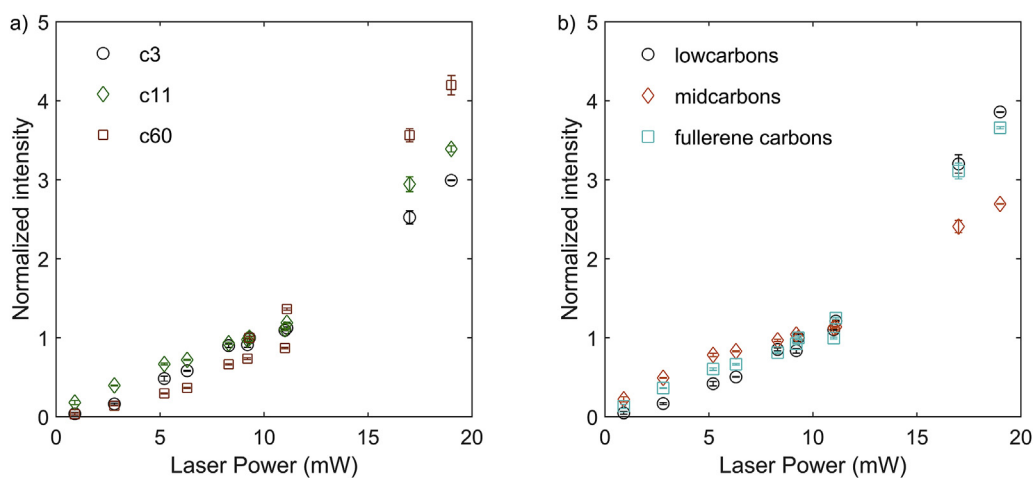 a)
5
4
3
2
1
0
Normalized intensity
c3
c11
c60
0 5 10 15 20
Laser Power (mW)
b)
5
4
3
2
1
0
Normalized intensity
lowcarbons
midcarbons
fullerene carbons
0 5 10 15 20
Laser Power (mW)